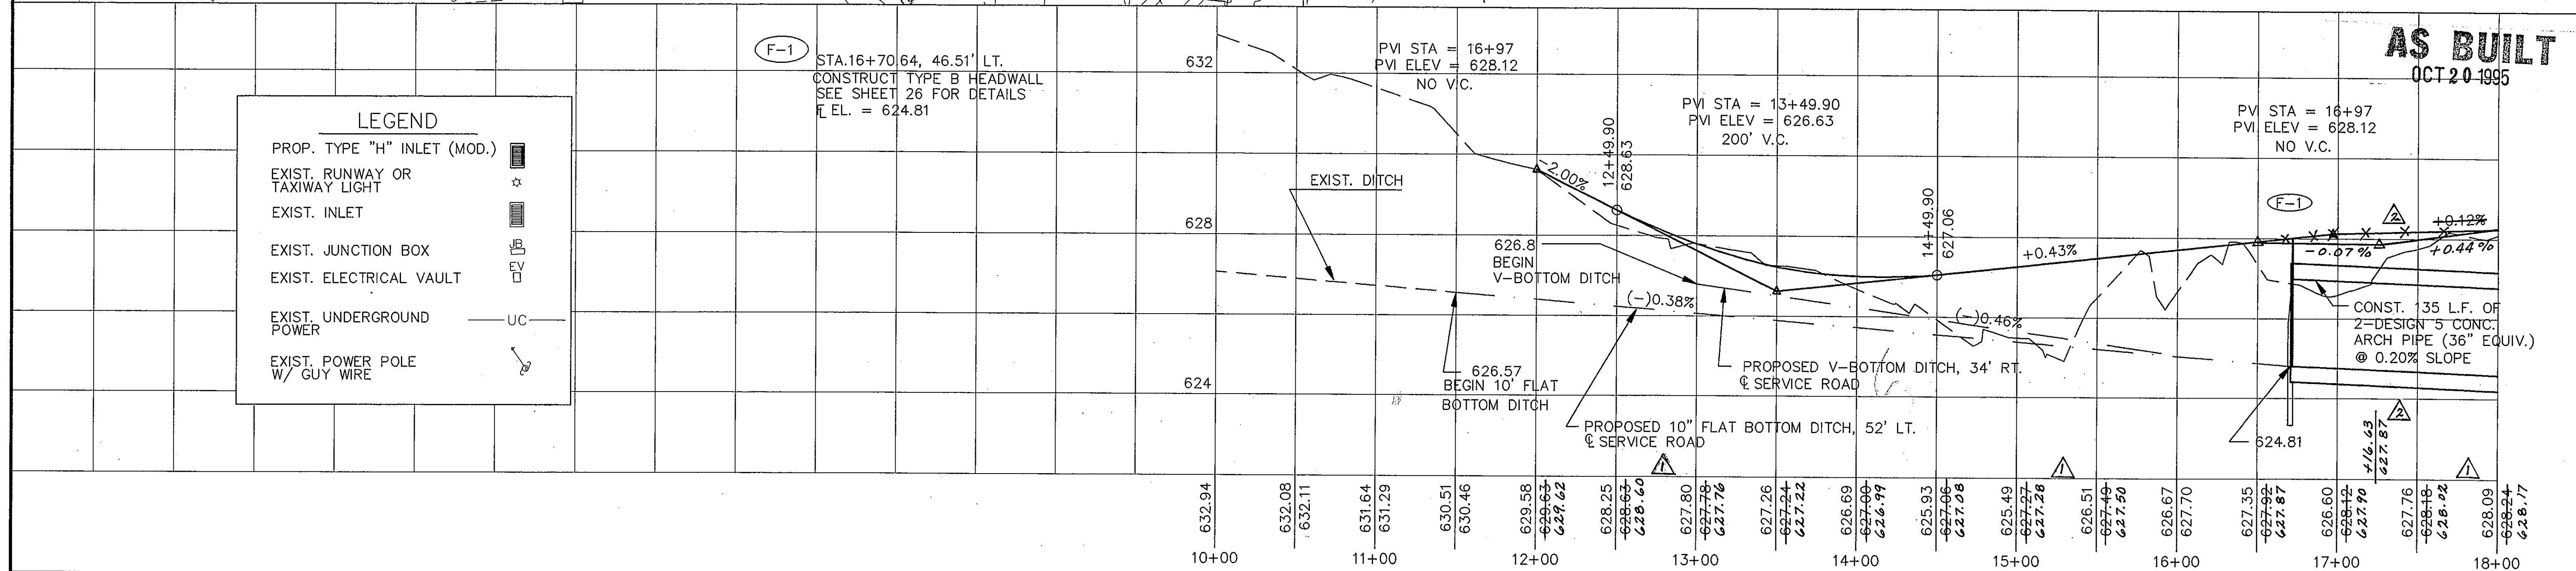 F-1
STA.16+70.64, 46.51' LT.
CONSTRUCT TYPE B HEADWALL
SEE SHEET 26 FOR DETAILS
℄ EL. = 624.81
LEGEND
PROP. TYPE "H" INLET (MOD.)
EXIST. RUNWAY OR
TAXIWAY LIGHT
EXIST. INLET
EXIST. JUNCTION BOX
JB
EXIST. ELECTRICAL VAULT
EV
EXIST. UNDERGROUND
POWER
UC
EXIST. POWER POLE
W/ GUY WIRE
632
628
624
PVI STA = 16+97
PVI ELEV = 628.12
NO V.C.
PVI STA = 13+49.90
PVI ELEV = 626.63
200' V.C.
PVI STA = 16+97
PVI ELEV = 628.12
NO V.C.
AS BUILT
OCT 20 1995
EXIST. DITCH
-2.00%
12+49.90
628.63
14+49.90
627.06
626.8
BEGIN
V-BOTTOM DITCH
(-)0.38%
(-)0.46%
+0.43%
F-1
2
+0.12%
-0.07%
+0.44%
626.57
BEGIN 10' FLAT
BOTTOM DITCH
PROPOSED V-BOTTOM DITCH, 34' RT.
℄ SERVICE ROAD
PROPOSED 10" FLAT BOTTOM DITCH, 52' LT.
℄ SERVICE ROAD
CONST. 135 L.F. OF
2-DESIGN 5 CONC.
ARCH PIPE (36" EQUIV.)
@ 0.20% SLOPE
624.81
2
+16.63
627.87
1
1
1
632.94
632.08
632.11
631.64
631.29
630.51
630.46
629.58
629.63
629.62
628.25
628.63
628.60
627.80
627.78
627.76
627.26
627.24
627.22
626.69
627.00
626.99
625.93
627.06
627.08
625.49
627.27
627.28
626.51
627.49
627.50
626.67
627.70
627.35
627.92
627.87
626.60
628.12
627.90
627.76
628.18
628.02
628.09
628.24
628.17
10+00
11+00
12+00
13+00
14+00
15+00
16+00
17+00
18+00